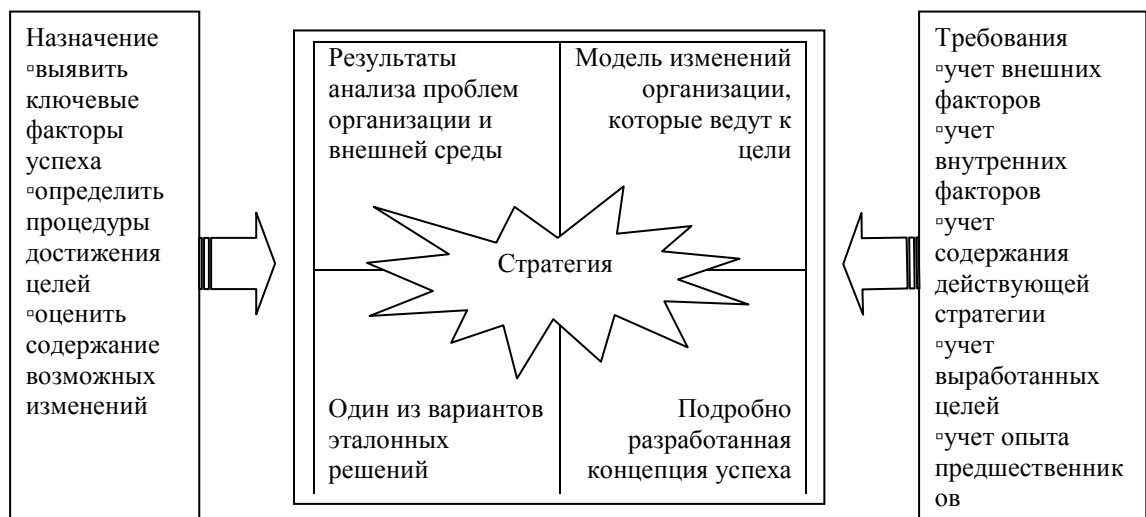 Назначение
▫выявить
ключевые
факторы
успеха
▫определить
процедуры
достижения
целей
▫оценить
содержание
возможных
изменений
Результаты
анализа проблем
организации и
внешней среды
Модель изменений
организации,
которые ведут к
цели
Стратегия
Один из вариантов
эталонных
решений
Подробно
разработанная
концепция успеха
Требования
▫учет внешних
факторов
▫учет
внутренних
факторов
▫учет
содержания
действующей
стратегии
▫учет
выработанных
целей
▫учет опыта
предшественник
ов